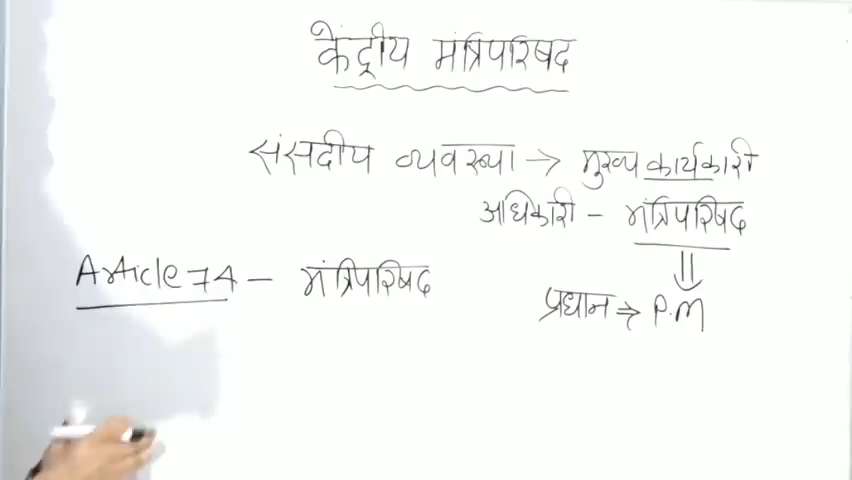 केंद्रीय मंत्रिपरिषद
संसदीय व्यवस्था → मुख्य कार्यकारी
अधिकारी - मंत्रिपरिषद
⇓
Article 74 - मंत्रिपरिषद
प्रधान ⇒ P.M